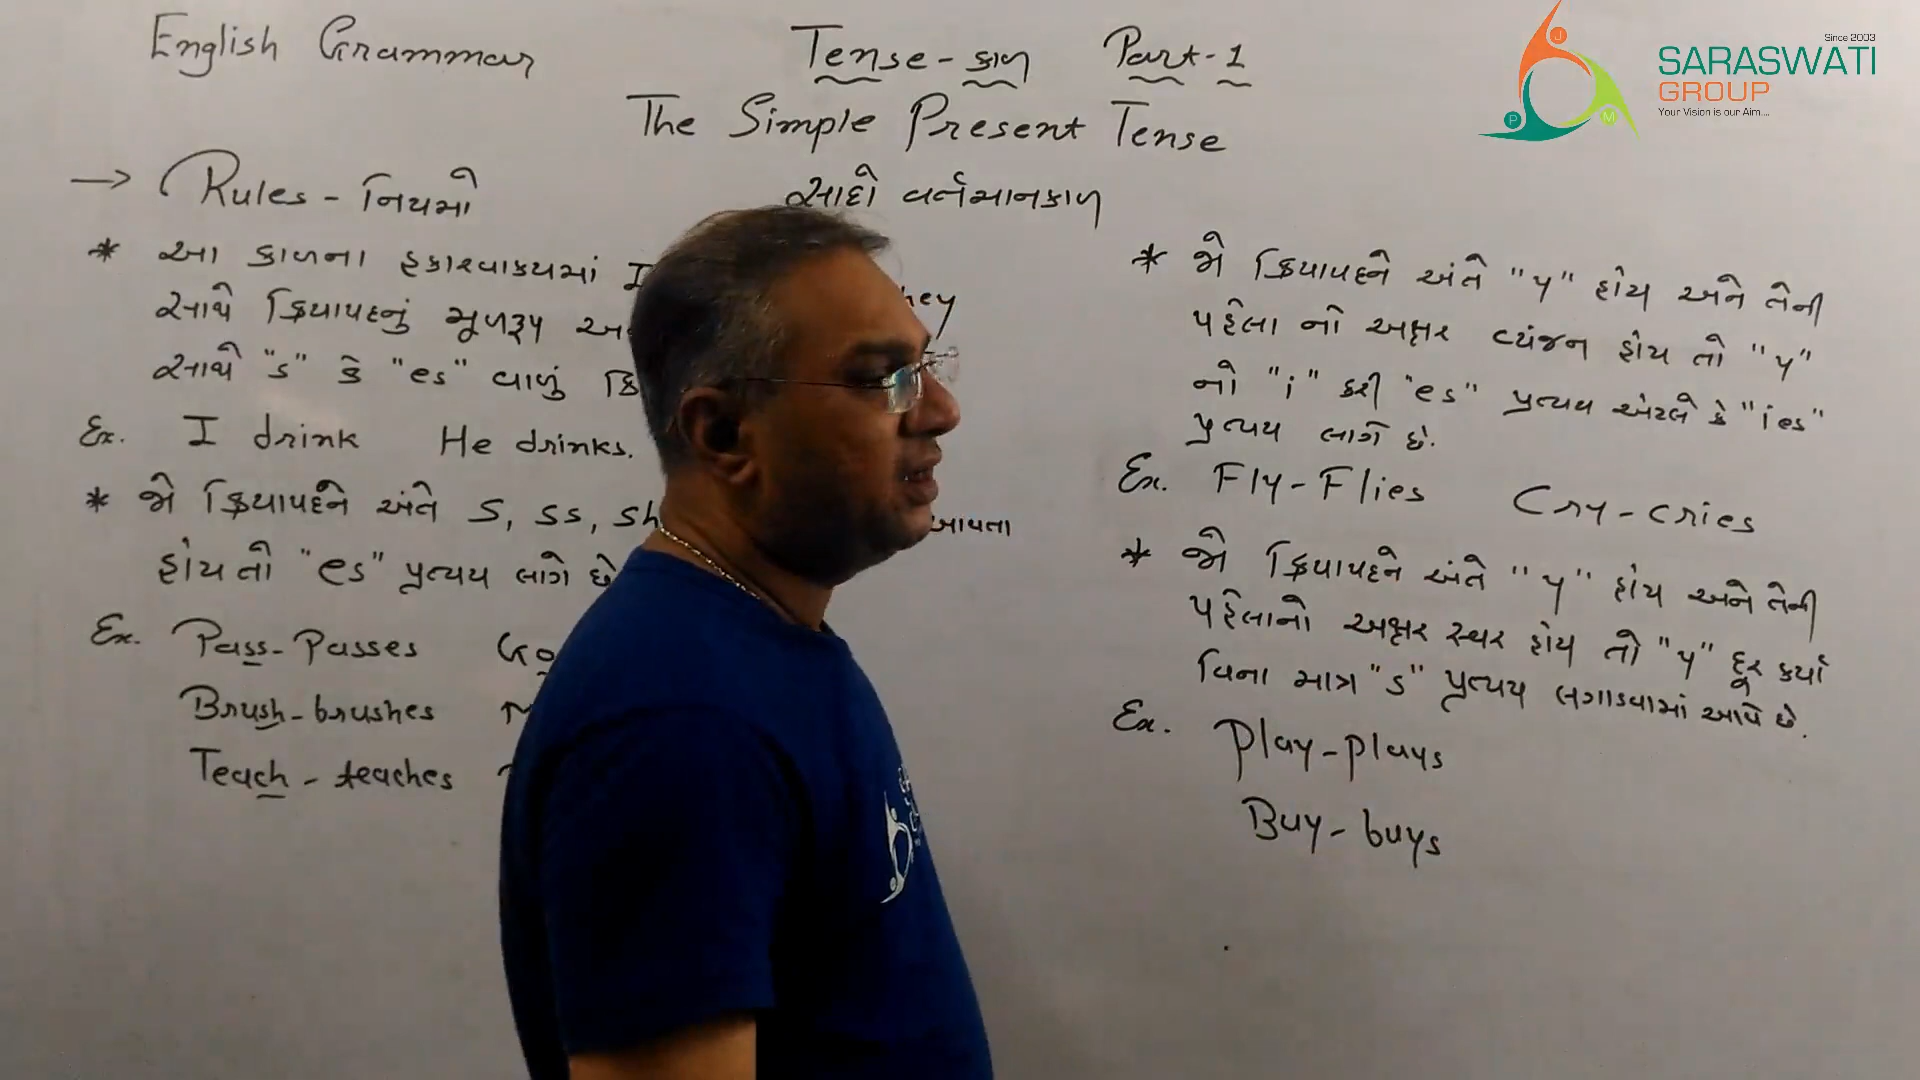 English Grammar
Tense - કાળ Part-1
The Simple Present Tense
સાદો વર્તમાનકાળ
→ Rules - નિયમો
* આ કાળના હકારવાક્યમાં I
સાથે ક્રિયાપદનું મૂળરૂપ
સાથે "s" કે "es" વાળું
Ex. I drink He drinks.
* જો ક્રિયાપદને અંતે s, ss, sh આવતા
હોય તો "es" પ્રત્યય લાગે છે
Ex. Pass-Passes Go
Brush-brushes
Teach - teaches
* જો ક્રિયાપદને અંતે "y" હોય અને તેની
પહેલા નો અક્ષર વ્યંજન હોય તો "y"
નો "i" કરી "es" પ્રત્યય એટલે કે "ies"
પ્રત્યય લાગે છે.
Ex. Fly-Flies Cry-cries
* જો ક્રિયાપદને અંતે "y" હોય અને તેની
પહેલાનો અક્ષર સ્વર હોય તો "y" દૂર કર્યા
વિના માત્ર "s" પ્રત્યય લગાડવામાં આવે છે.
Ex. Play-plays
Buy-buys
Since 2003
SARASWATI
GROUP
Your Vision is our Aim....
J
P
M